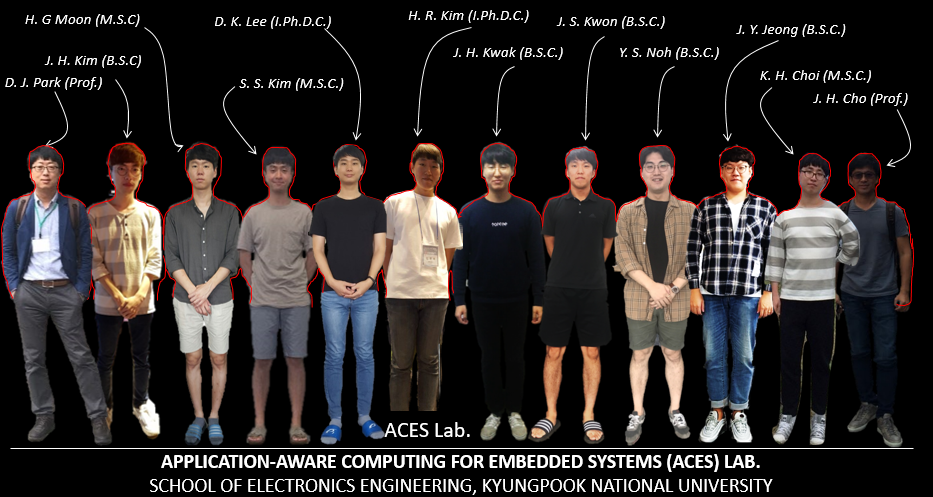 H. G Moon (M.S.C)
D. K. Lee (I.Ph.D.C.)
H. R. Kim (I.Ph.D.C.)
J. S. Kwon (B.S.C.)
J. Y. Jeong (B.S.C.)
J. H. Kim (B.S.C)
J. H. Kwak (B.S.C.)
Y. S. Noh (B.S.C.)
D. J. Park (Prof.)
S. S. Kim (M.S.C.)
K. H. Choi (M.S.C.)
J. H. Cho (Prof.)
ACES Lab.
APPLICATION-AWARE COMPUTING FOR EMBEDDED SYSTEMS (ACES) LAB.
SCHOOL OF ELECTRONICS ENGINEERING, KYUNGPOOK NATIONAL UNIVERSITY